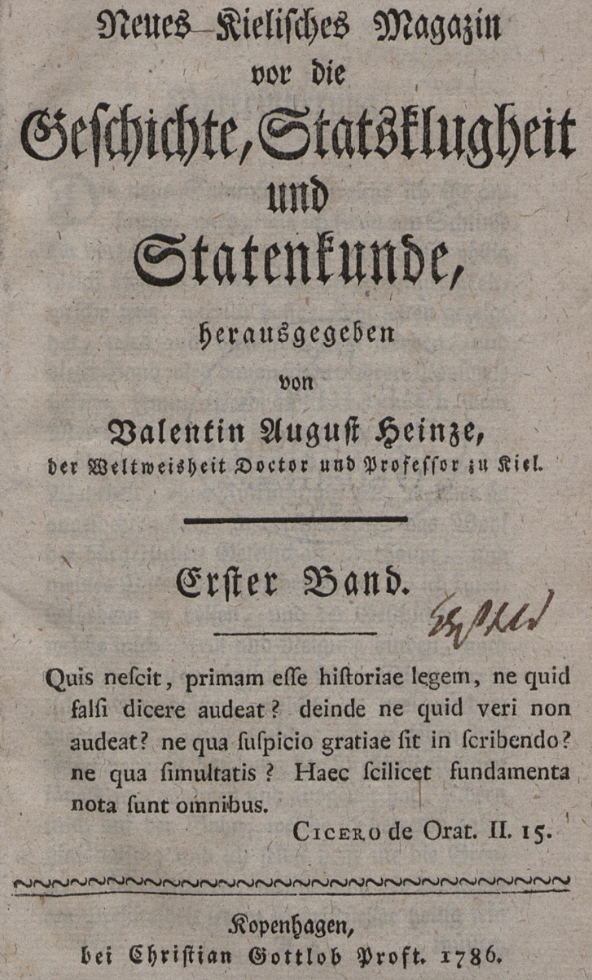 Neues Kielisches Magazin
vor die
Geschichte, Statsklugheit
und
Statenkunde,
herausgegeben
von
Valentin August Heinze,
der Weltweisheit Doctor und Professor zu Kiel.
Erster Band.
Quis nescit, primam esse historiae legem, ne quid
falsi dicere audeat? deinde ne quid veri non
audeat? ne qua suspicio gratiae sit in scribendo?
ne qua simultatis? Haec scilicet fundamenta
nota sunt omnibus.
CICERO de Orat. II. 15.
Kopenhagen,
bei Christian Gottlob Proft. 1786.